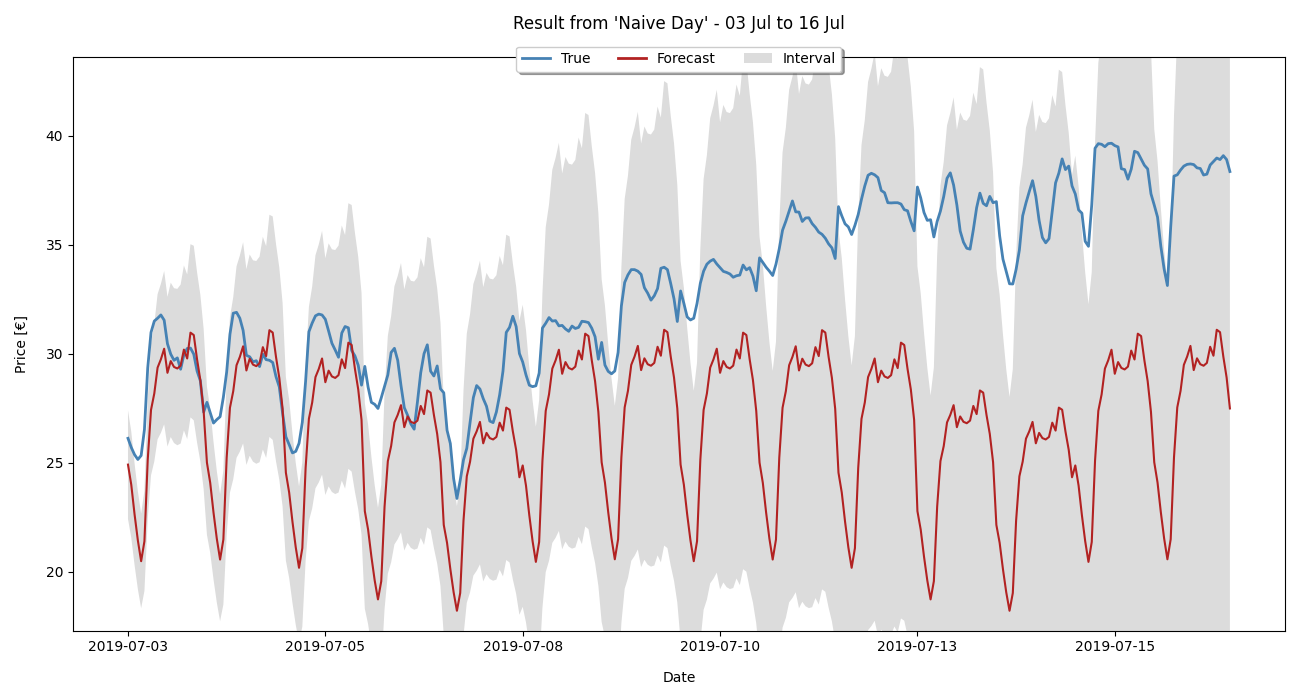 Result from 'Naive Day' - 03 Jul to 16 Jul
True Forecast Interval
40
35
30
25
20
Price [€]
2019-07-03 2019-07-05 2019-07-08 2019-07-10 2019-07-13 2019-07-15
Date